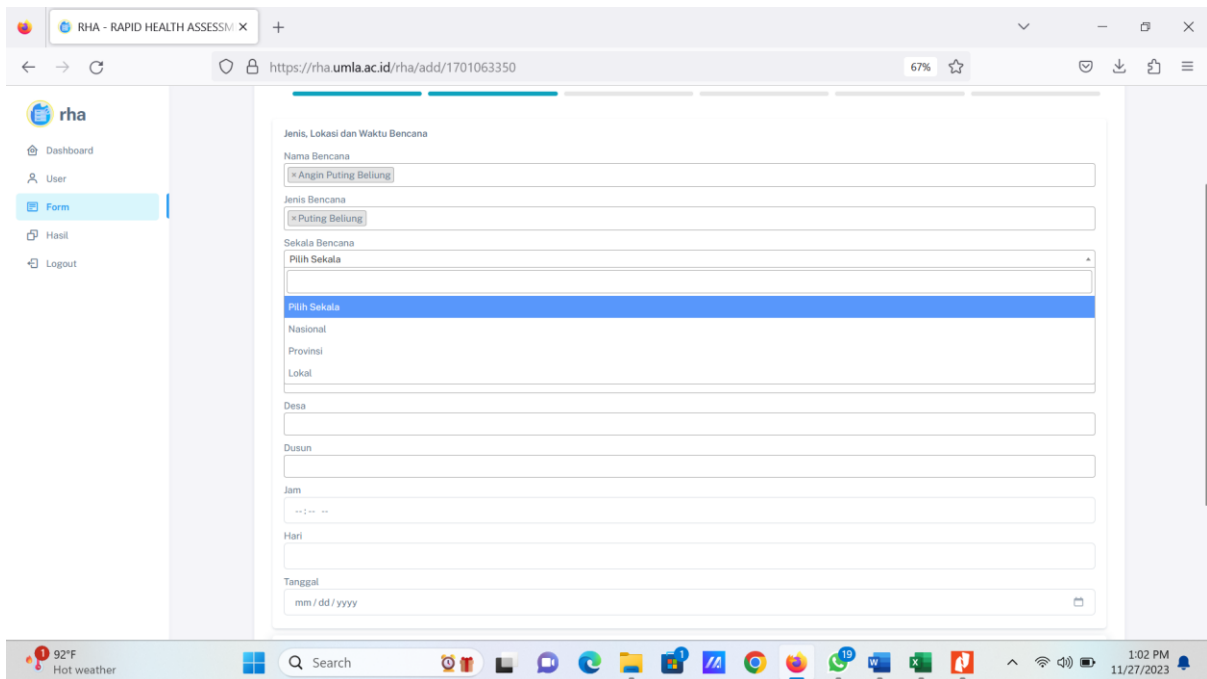 RHA - RAPID HEALTH ASSESSM
https://rha.umla.ac.id/rha/add/1701063350
67%
rha
Dashboard
User
Form
Hasil
Logout
Jenis, Lokasi dan Waktu Bencana
Nama Bencana
× Angin Puting Beliung
Jenis Bencana
× Puting Beliung
Sekala Bencana
Pilih Sekala
Pilih Sekala
Nasional
Provinsi
Lokal
Desa
Dusun
Jam
--:-- --
Hari
Tanggal
mm / dd / yyyy
1
92°F
Hot weather
Search
1
19
1:02 PM
11/27/2023